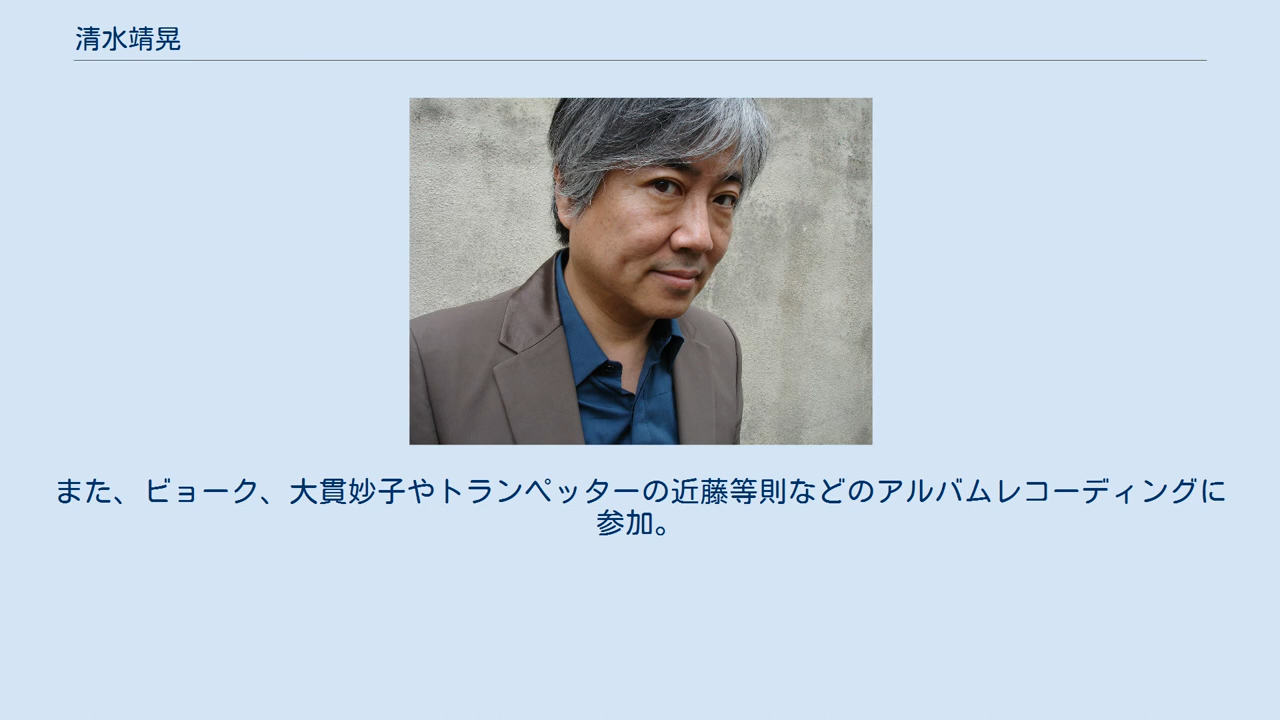 清水靖晃
また、ビョーク、大貫妙子やトランペッターの近藤等則などのアルバムレコーディングに
参加。